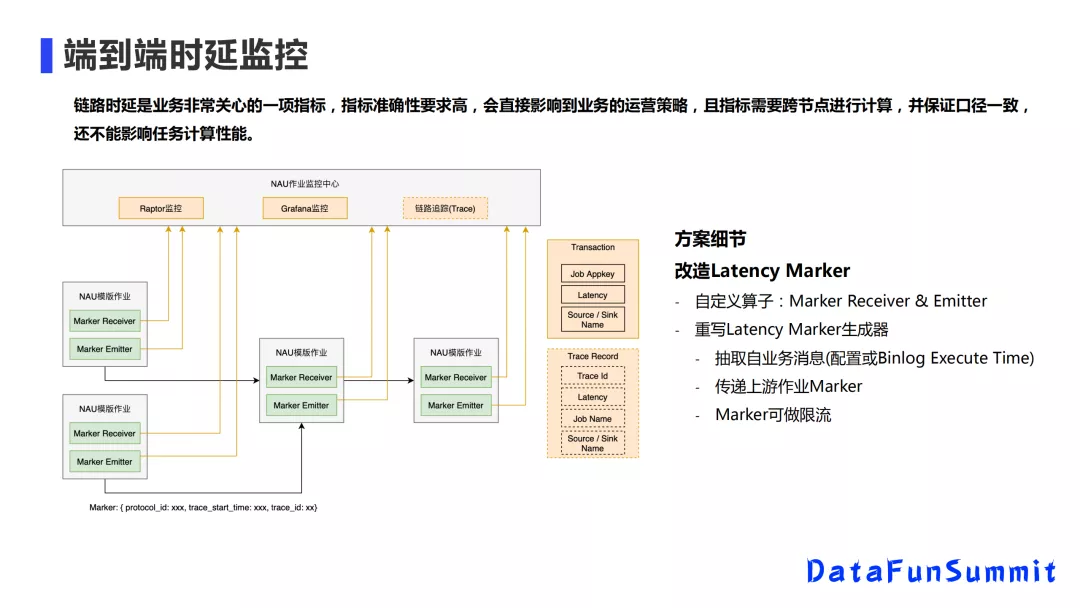 端到端时延监控
链路时延是业务非常关心的一项指标，指标准确性要求高，会直接影响到业务的运营策略，且指标需要跨节点进行计算，并保证口径一致，
还不能影响任务计算性能。
NAU作业监控中心
Raptor监控
Grafana监控
链路追踪(Trace)
NAU模版作业
Marker Receiver
Marker Emitter
NAU模版作业
Marker Receiver
Marker Emitter
NAU模版作业
Marker Receiver
Marker Emitter
NAU模版作业
Marker Receiver
Marker Emitter
Marker: { protocol_id: xxx, trace_start_time: xxx, trace_id: xx}
Transaction
Job Appkey
Latency
Source / Sink
Name
Trace Record
Trace Id
Latency
Job Name
Source / Sink
Name
方案细节
改造Latency Marker
- 自定义算子：Marker Receiver & Emitter
- 重写Latency Marker生成器
- 抽取自业务消息(配置或Binlog Execute Time)
- 传递上游作业Marker
- Marker可做限流
DataFunSummit